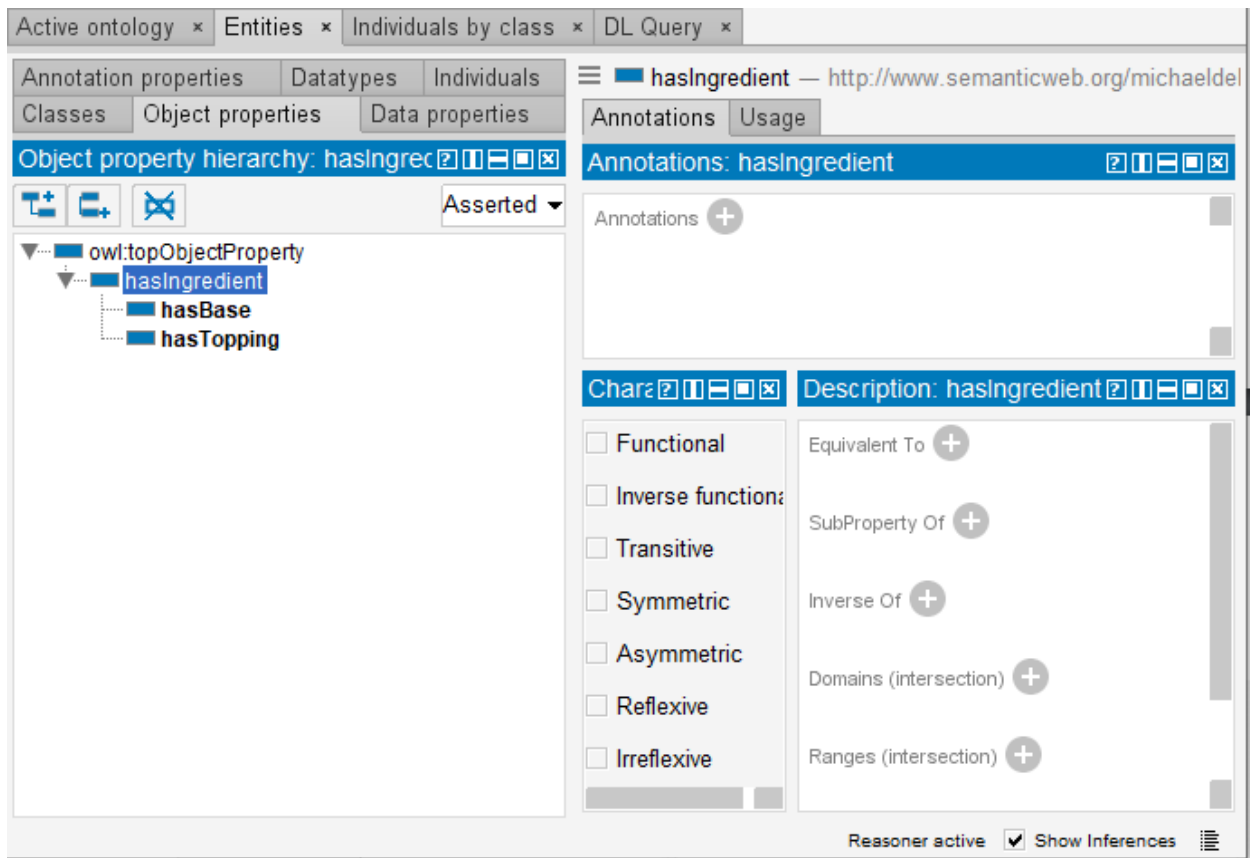 Active ontology × Entities × Individuals by class × DL Query ×
Annotation properties Datatypes Individuals
Classes Object properties Data properties
Object property hierarchy: hasIngrec
Asserted
owl:topObjectProperty
hasIngredient
hasBase
hasTopping
hasIngredient — http://www.semanticweb.org/michaeldel
Annotations Usage
Annotations: hasIngredient
Annotations
Chara
Functional
Inverse functiona
Transitive
Symmetric
Asymmetric
Reflexive
Irreflexive
Description: hasIngredient
Equivalent To
SubProperty Of
Inverse Of
Domains (intersection)
Ranges (intersection)
Reasoner active Show Inferences